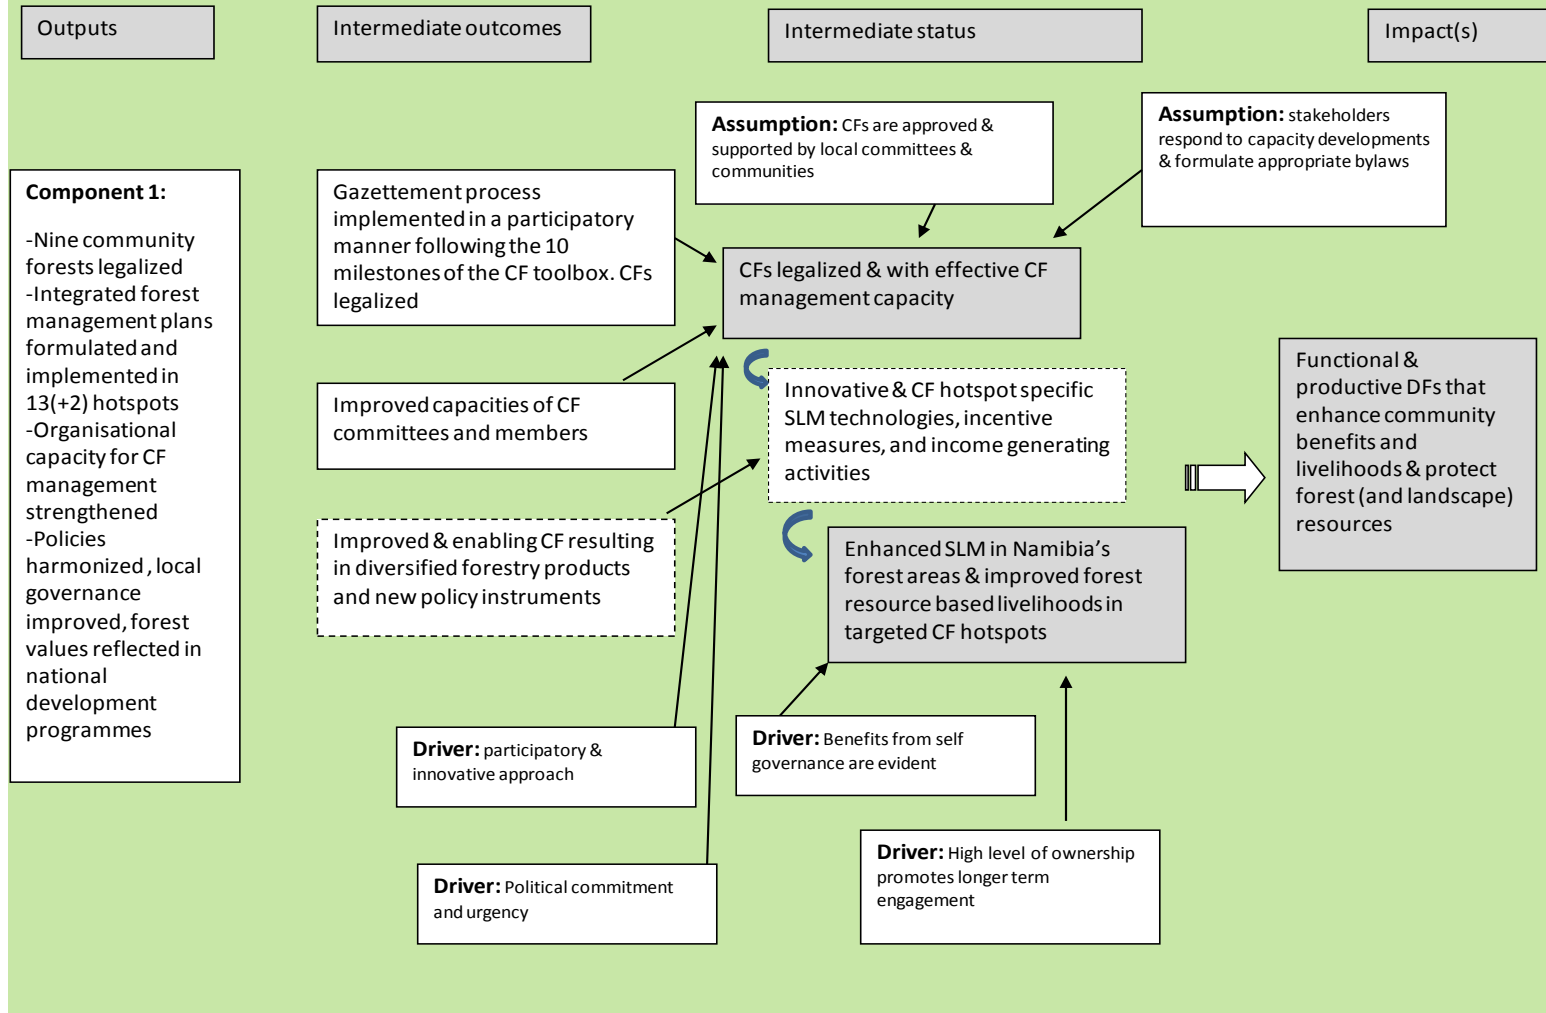 Outputs
Intermediate outcomes
Intermediate status
Impact(s)
Assumption: CFs are approved &
supported by local committees &
communities
Assumption: stakeholders
respond to capacity developments
& formulate appropriate bylaws
Component 1:
-Nine community
forests legalized
-Integrated forest
management plans
formulated and
implemented in
13(+2) hotspots
-Organisational
capacity for CF
management
strengthened
-Policies
harmonized, local
governance
improved, forest
values reflected in
national
development
programmes
Gazettement process
implemented in a participatory
manner following the 10
milestones of the CF toolbox. CFs
legalized
Improved capacities of CF
committees and members
Improved & enabling CF resulting
in diversified forestry products
and new policy instruments
CFs legalized & with effective CF
management capacity
Innovative & CF hotspot specific
SLM technologies, incentive
measures, and income generating
activities
Enhanced SLM in Namibia's
forest areas & improved forest
resource based livelihoods in
targeted CF hotspots
Functional &
productive DFs that
enhance community
benefits and
livelihoods & protect
forest (and landscape)
resources
Driver: participatory &
innovative approach
Driver: Benefits from self
governance are evident
Driver: Political commitment
and urgency
Driver: High level of ownership
promotes longer term
engagement